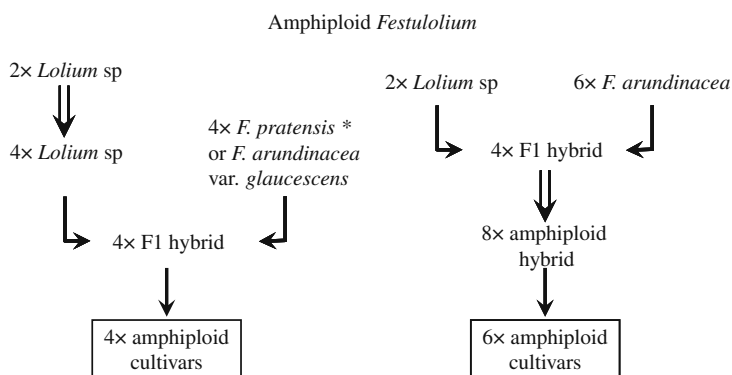 Amphiploid Festulolium
2× Lolium sp
4× Lolium sp
4× F. pratensis *
or F. arundinacea
var. glaucescens
4× F1 hybrid
4× amphiploid
cultivars
2× Lolium sp
6× F. arundinacea
4× F1 hybrid
8× amphiploid
hybrid
6× amphiploid
cultivars